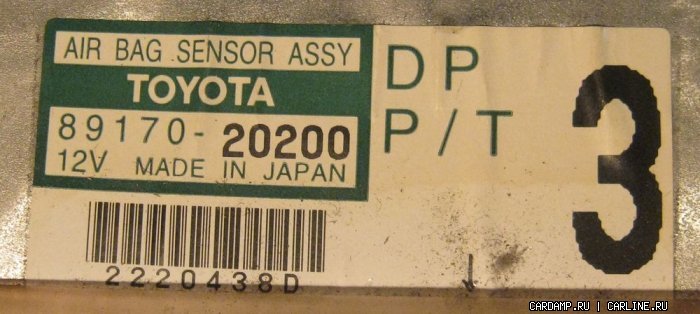 AIR BAG SENSOR ASSY
TOYOTA
89170-20200
12V MADE IN JAPAN
DP
P/T
3
2220438D
CARDAMP.RU | CARLINE.RU